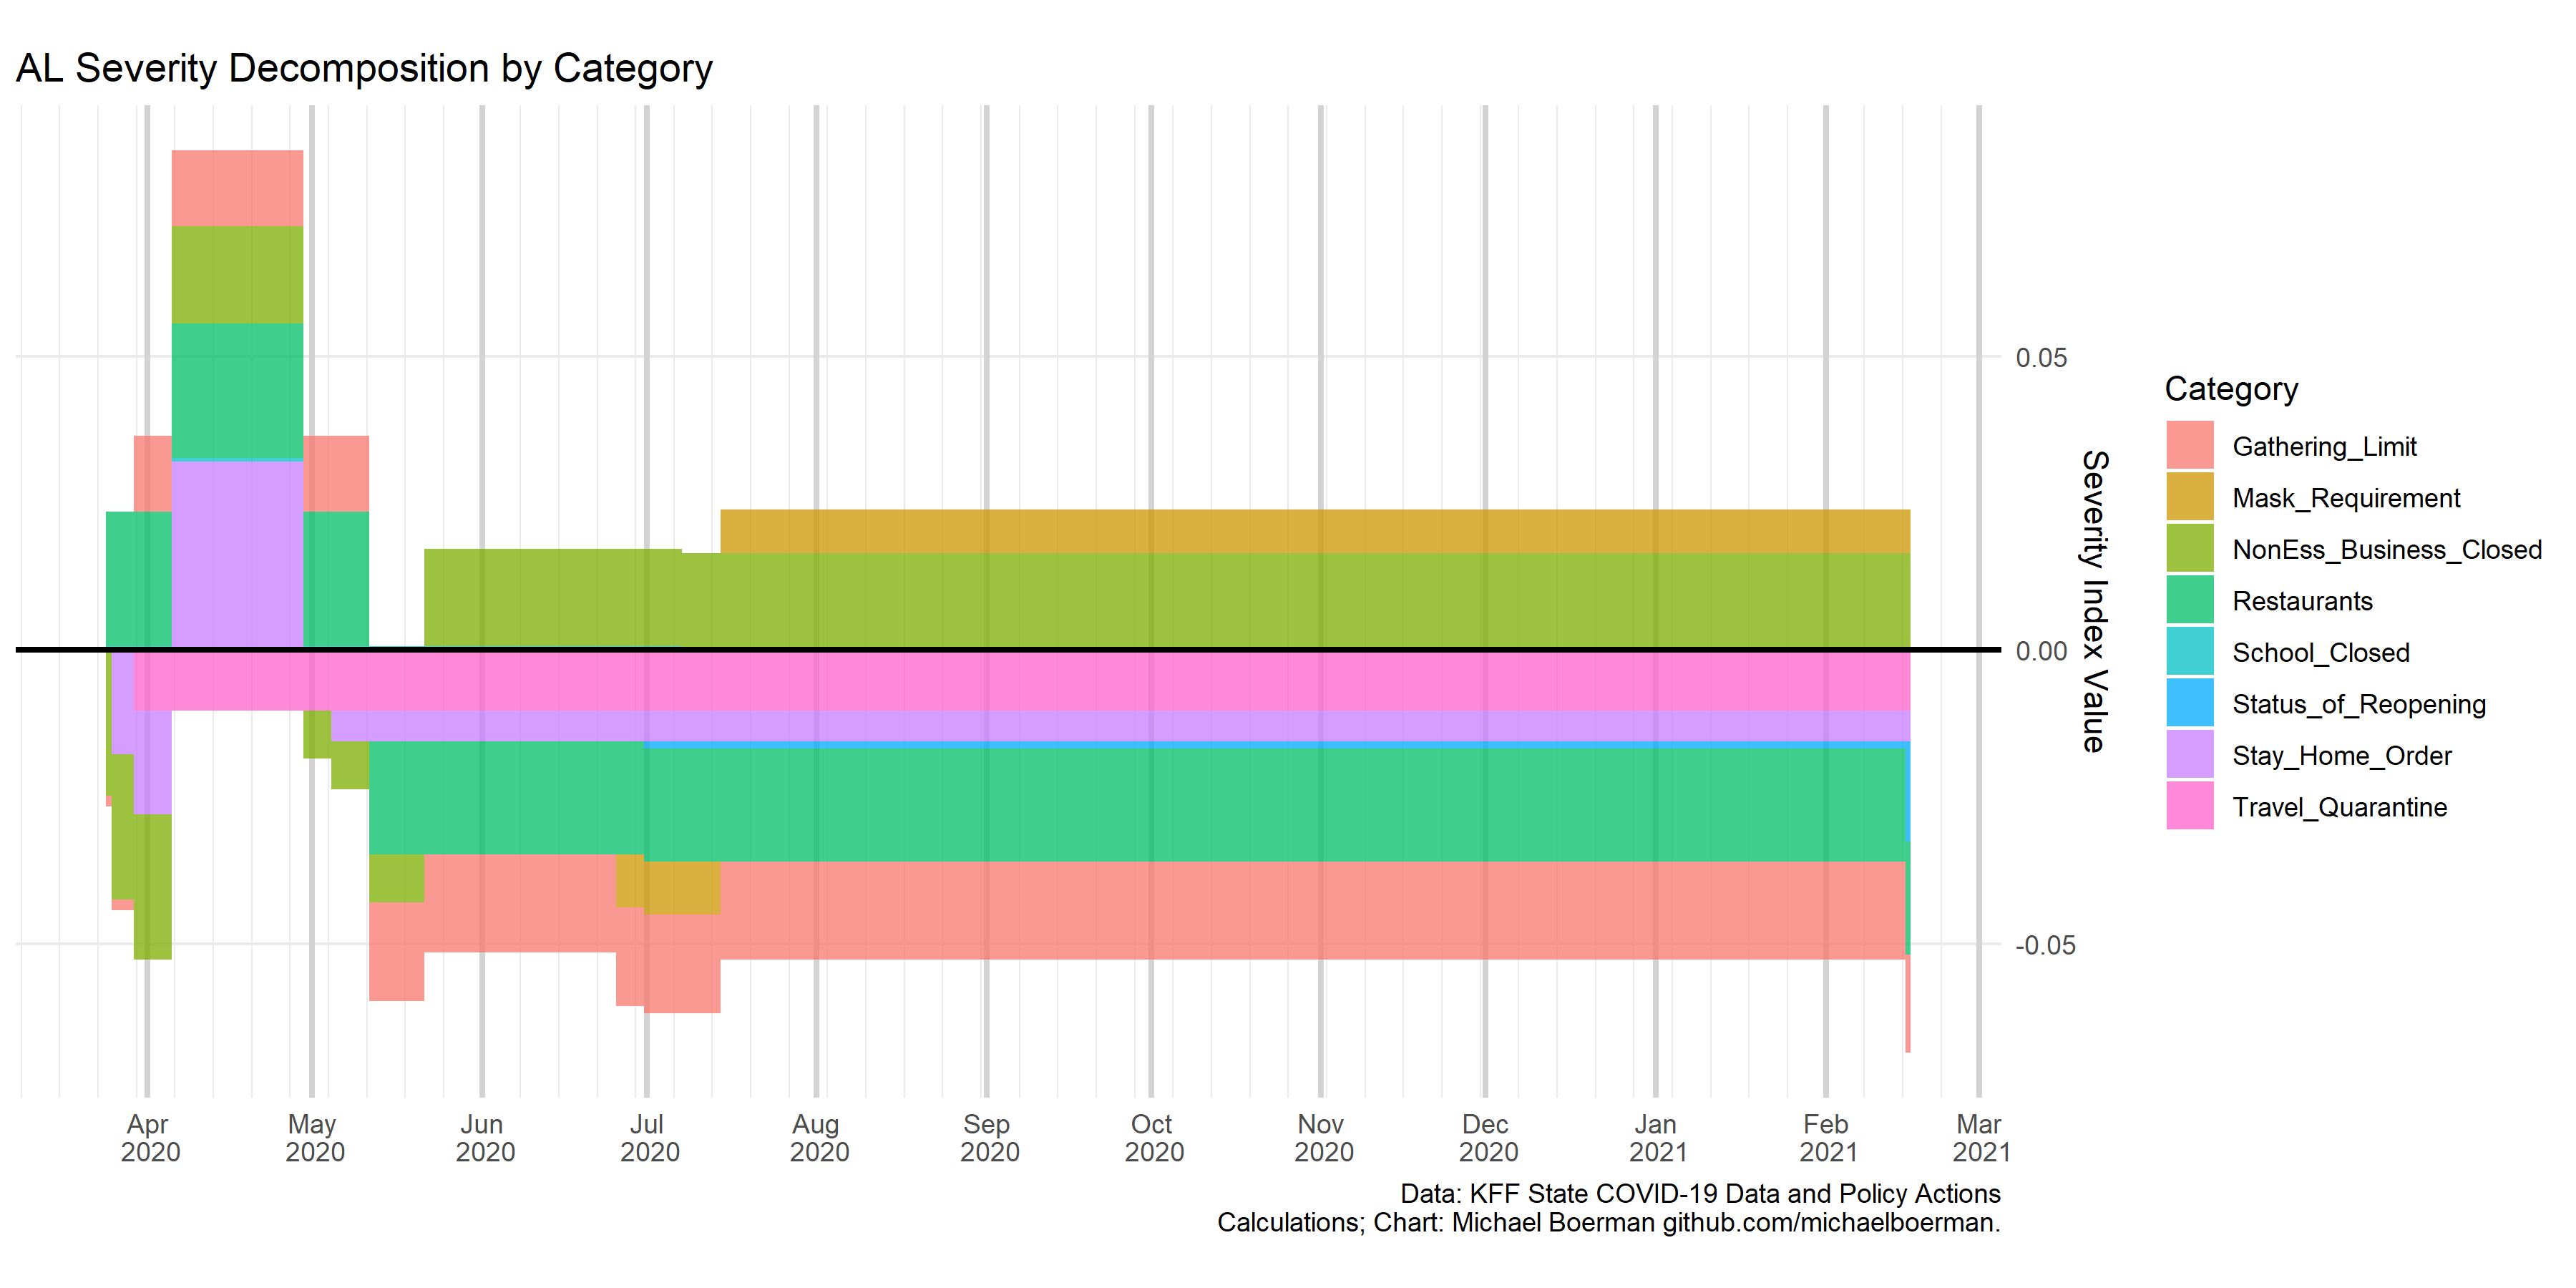 AL Severity Decomposition by Category
0.05
0.00
-0.05
Severity Index Value
Category
Gathering_Limit
Mask_Requirement
NonEss_Business_Closed
Restaurants
School_Closed
Status_of_Reopening
Stay_Home_Order
Travel_Quarantine
Apr May Jun Jul Aug Sep Oct Nov Dec Jan Feb Mar
2020 2020 2020 2020 2020 2020 2020 2020 2020 2021 2021 2021
Data: KFF State COVID-19 Data and Policy Actions
Calculations; Chart: Michael Boerman github.com/michaelboerman.